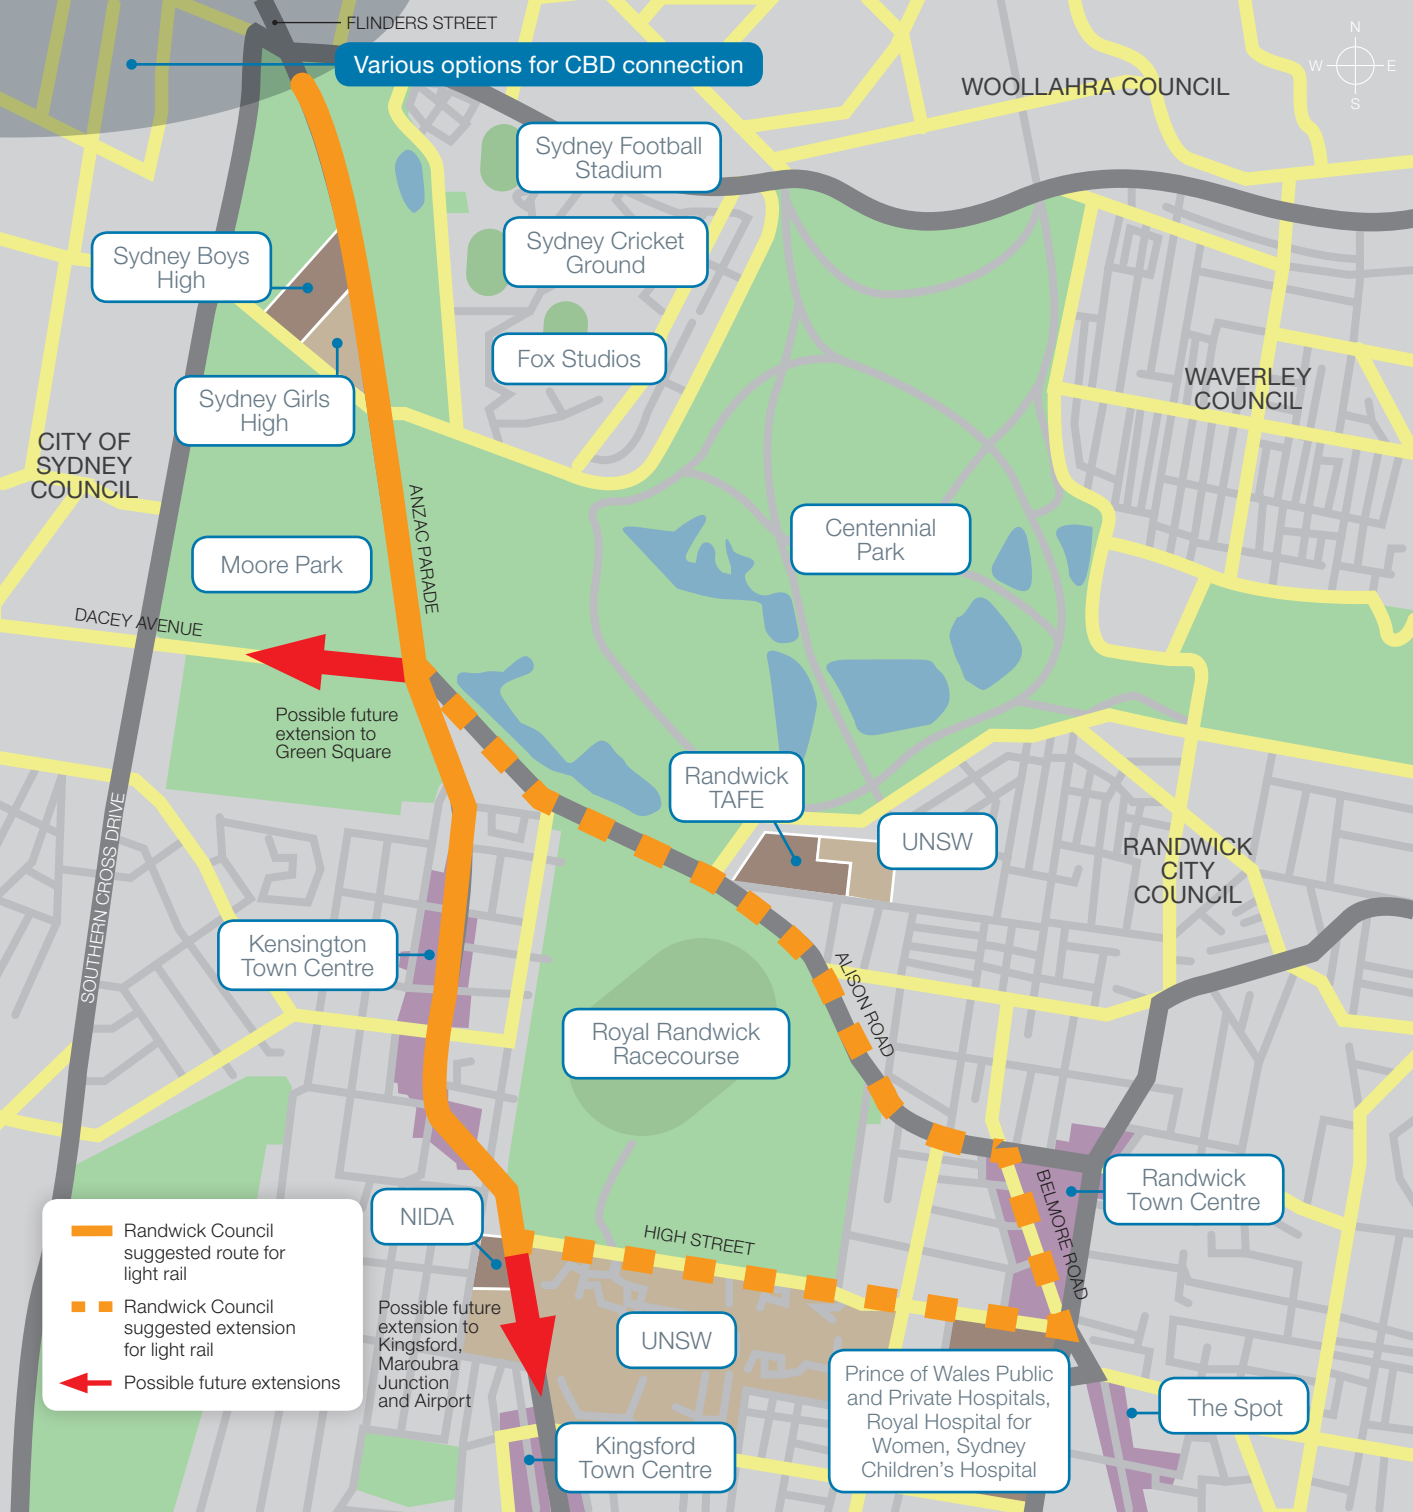 FLINDERS STREET
Various options for CBD connection
WOOLLAHRA COUNCIL
N
W
E
S
Sydney Football
Stadium
Sydney Cricket
Ground
Sydney Boys
High
Fox Studios
Sydney Girls
High
WAVERLEY
COUNCIL
CITY OF
SYDNEY
COUNCIL
ANZAC PARADE
Centennial
Park
Moore Park
DACEY AVENUE
Possible future
extension to
Green Square
Randwick
TAFE
UNSW
RANDWICK
CITY
COUNCIL
SOUTHERN CROSS DRIVE
Kensington
Town Centre
ALISON ROAD
Royal Randwick
Racecourse
Randwick
Town Centre
BELMORE ROAD
NIDA
HIGH STREET
Randwick Council
suggested route for
light rail
Randwick Council
suggested extension
for light rail
Possible future extensions
Possible future
extension to
Kingsford,
Maroubra
Junction
and Airport
UNSW
Prince of Wales Public
and Private Hospitals,
Royal Hospital for
Women, Sydney
Children's Hospital
The Spot
Kingsford
Town Centre